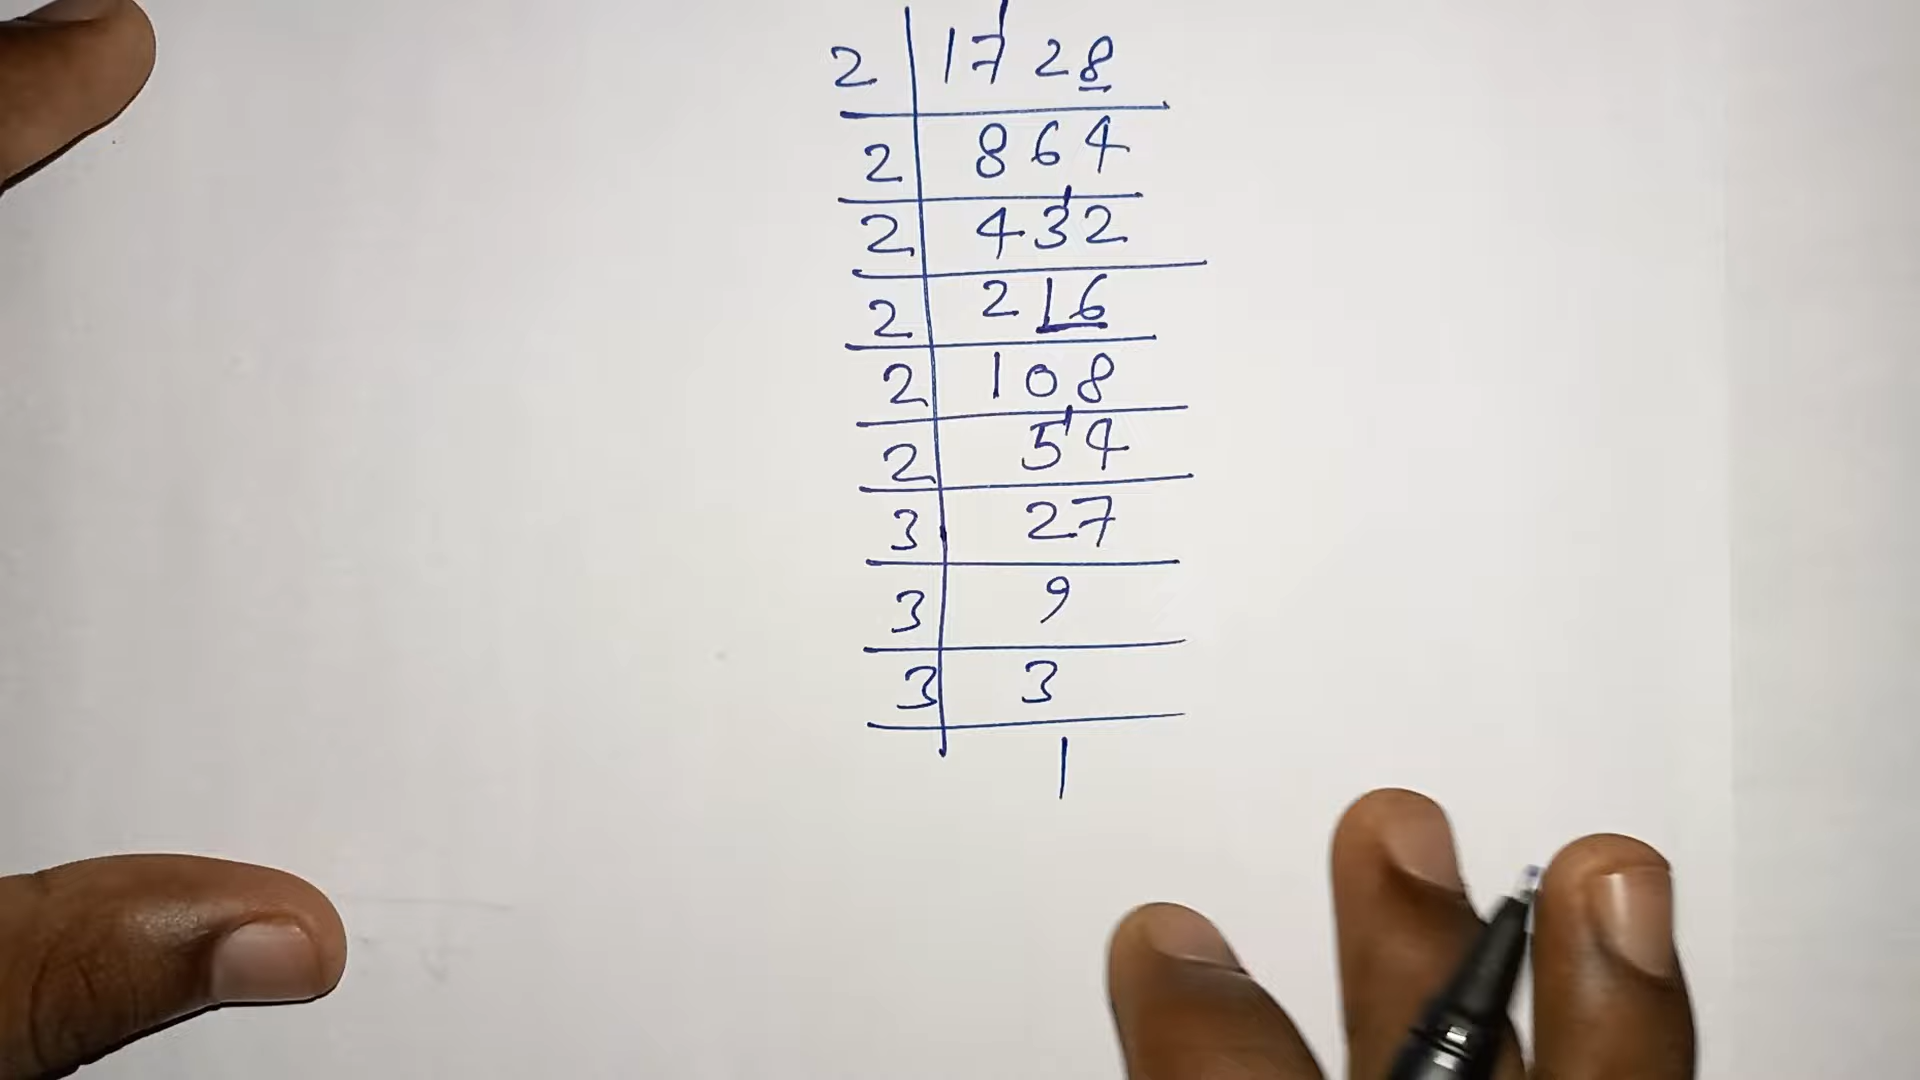 2 | 1728
2 | 864
2 | 432
2 | 216
2 | 108
2 | 54
3 | 27
3 | 9
3 | 3
1